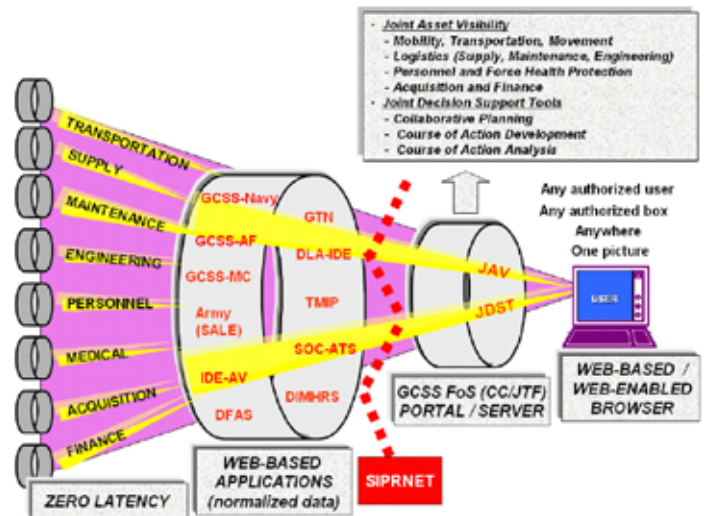 · Joint Asset Visibility
- Mobility, Transportation, Movement
- Logistics (Supply, Maintenance, Engineering)
- Personnel and Force Health Protection
- Acquisition and Finance
· Joint Decision Support Tools
- Collaborative Planning
- Course of Action Development
- Course of Action Analysis
TRANSPORTATION
SUPPLY
MAINTENANCE
ENGINEERING
PERSONNEL
MEDICAL
ACQUISITION
FINANCE
GCSS-Navy
GCSS-AF
GCSS-MC
Army
(SALE)
IDE-AV
DFAS
GTN
DLA-IDE
TMIP
SOC-ATS
DIMHRS
JAV
JDST
Any authorized user
Any authorized box
Anywhere
One picture
USER
ZERO LATENCY
WEB-BASED
APPLICATIONS
(normalized data)
SIPRNET
GCSS FoS (CC/JTF)
PORTAL / SERVER
WEB-BASED /
WEB-ENABLED
BROWSER